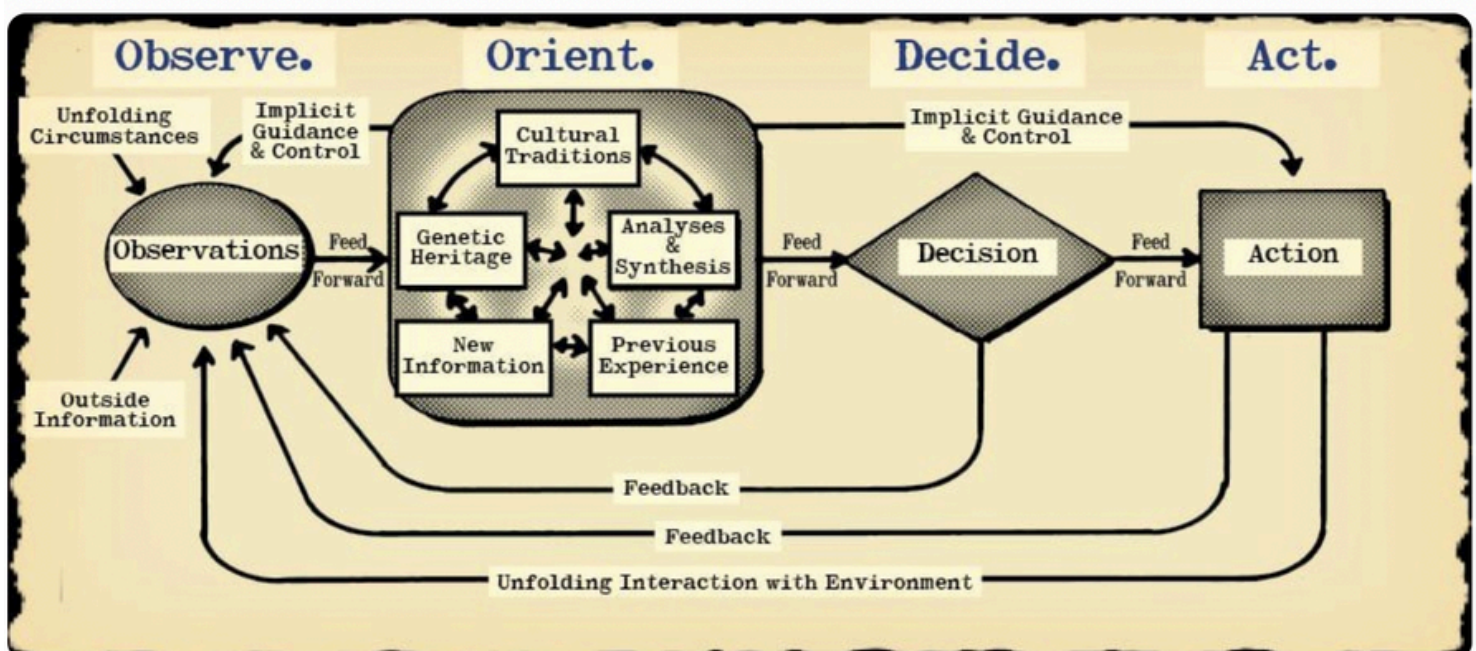 Observe.
Orient.
Decide.
Act.
Unfolding
Circumstances
Implicit
Guidance
& Control
Implicit Guidance
& Control
Cultural
Traditions
Genetic
Heritage
Analyses
&
Synthesis
New
Information
Previous
Experience
Observations
Feed
Forward
Feed
Forward
Decision
Feed
Forward
Action
Outside
Information
Feedback
Feedback
Unfolding Interaction with Environment